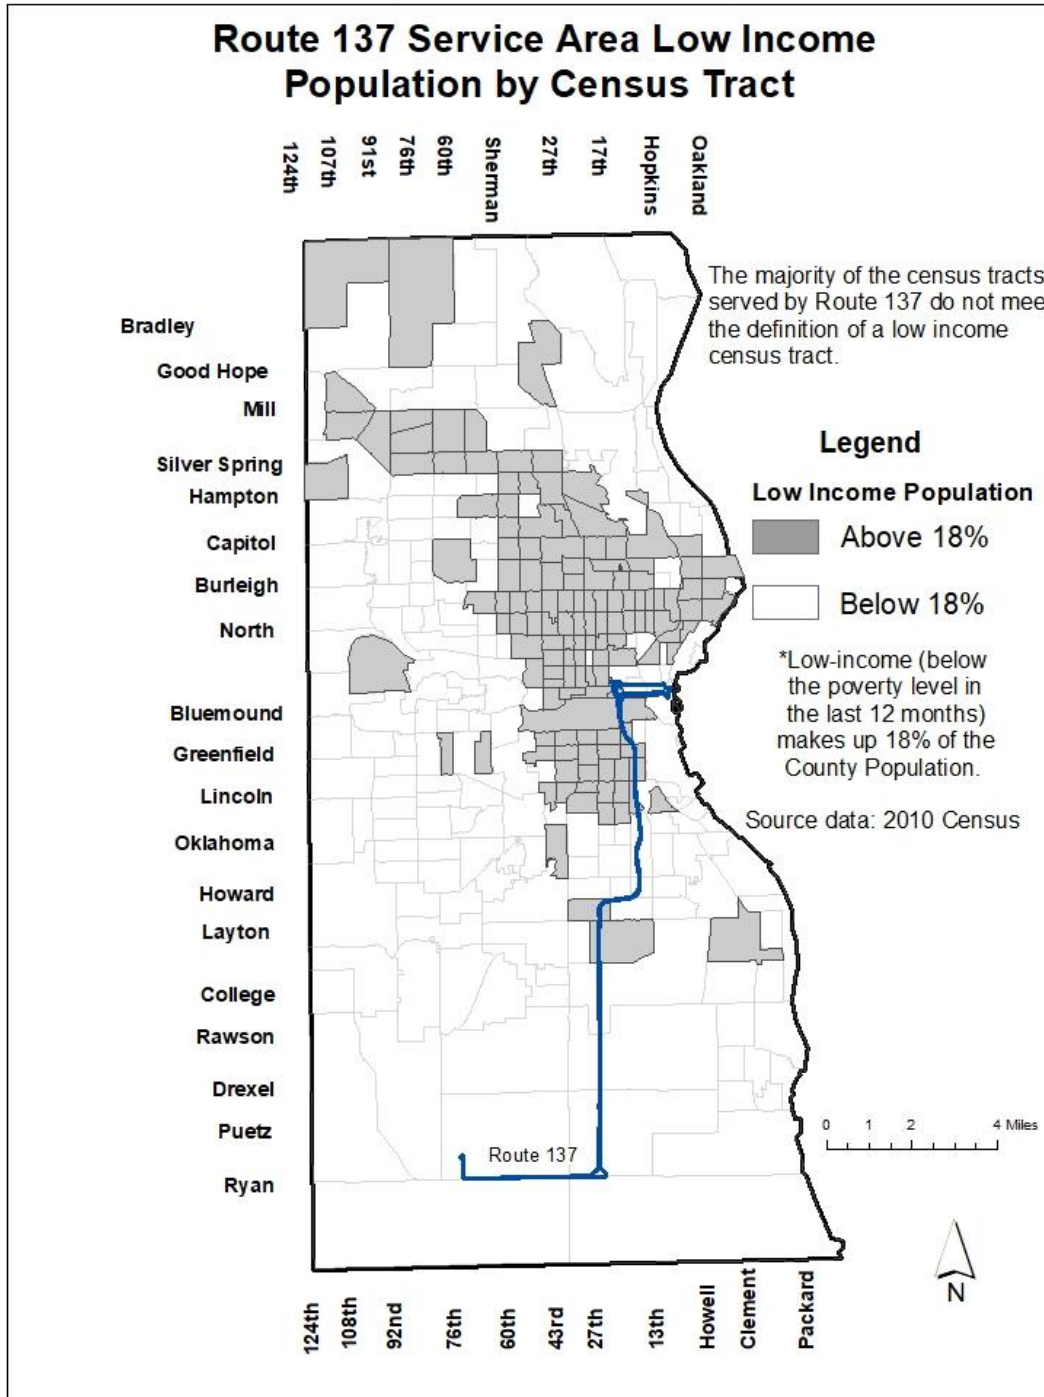 Route 137 Service Area Low Income
Population by Census Tract
124th
107th
91st
76th
60th
Sherman
27th
17th
Hopkins
Oakland
The majority of the census tracts
served by Route 137 do not mee
the definition of a low income
census tract.
Bradley
Good Hope
Mill
Silver Spring
Hampton
Capitol
Burleigh
North
Bluemound
Greenfield
Lincoln
Oklahoma
Howard
Layton
College
Rawson
Drexel
Puetz
Ryan
Legend
Low Income Population
Above 18%
Below 18%
*Low-income (below
the poverty level in
the last 12 months)
makes up 18% of the
County Population.
Source data: 2010 Census
0 1 2 4 Miles
Route 137
N
124th
108th
92nd
76th
60th
43rd
27th
13th
Howell
Clement
Packard